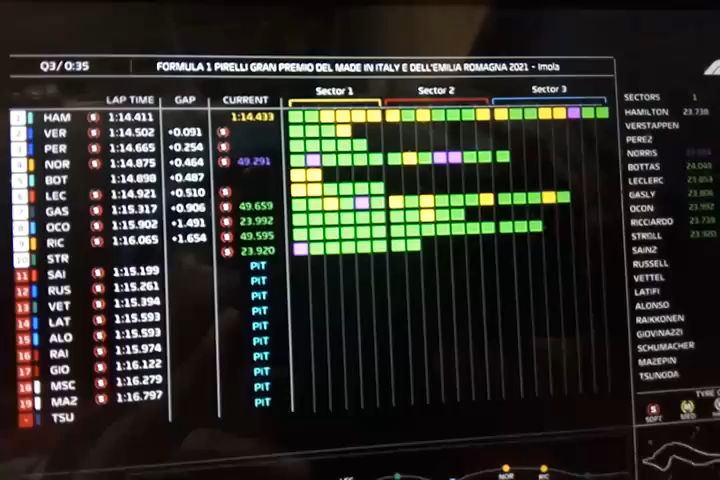 Q3/0:35 FORMULA 1 PIRELLI GRAN PREMIO DEL MADE IN ITALY E DELL'EMILIA ROMAGNA 2021 - Imola
LAP TIME GAP CURRENT Sector 1 Sector 2 Sector 3
1 HAM S 1:14.411 1:14.433
2 VER S 1:14.502 +0.091 S
3 PER S 1:14.665 +0.254 S
4 NOR S 1:14.875 +0.464 S 49.291
5 BOT 1:14.898 +0.487
6 LEC S 1:14.921 +0.510 S
7 GAS S 1:15.317 +0.906 S 49.659
8 OCO S 1:15.902 +1.491 S 23.992
9 RIC S 1:16.065 +1.654 S 49.595
10 STR S 23.920
11 SAI S 1:15.199 PIT
12 RUS S 1:15.261 PIT
13 VET S 1:15.394 PIT
14 LAT S 1:15.593 PIT
15 ALO S 1:15.593 PIT
16 RAI S 1:15.974 PIT
17 GIO S 1:16.122 PIT
18 MSC S 1:16.279 PIT
19 MAZ S 1:16.797 PIT
TSU PIT
SECTORS 1
HAMILTON 23.738
VERSTAPPEN
PEREZ
NORRIS
BOTTAS 24.048
LECLERC 23.853
GASLY 23.806
OCON 23.992
RICCIARDO 23.739
STROLL 23.920
SAINZ
RUSSELL
VETTEL
LATIFI
ALONSO
RAIKKONEN
GIOVINAZZI
SCHUMACHER
MAZEPIN
TSUNODA
TYRE
S M
SOFT MED
NOR RIC